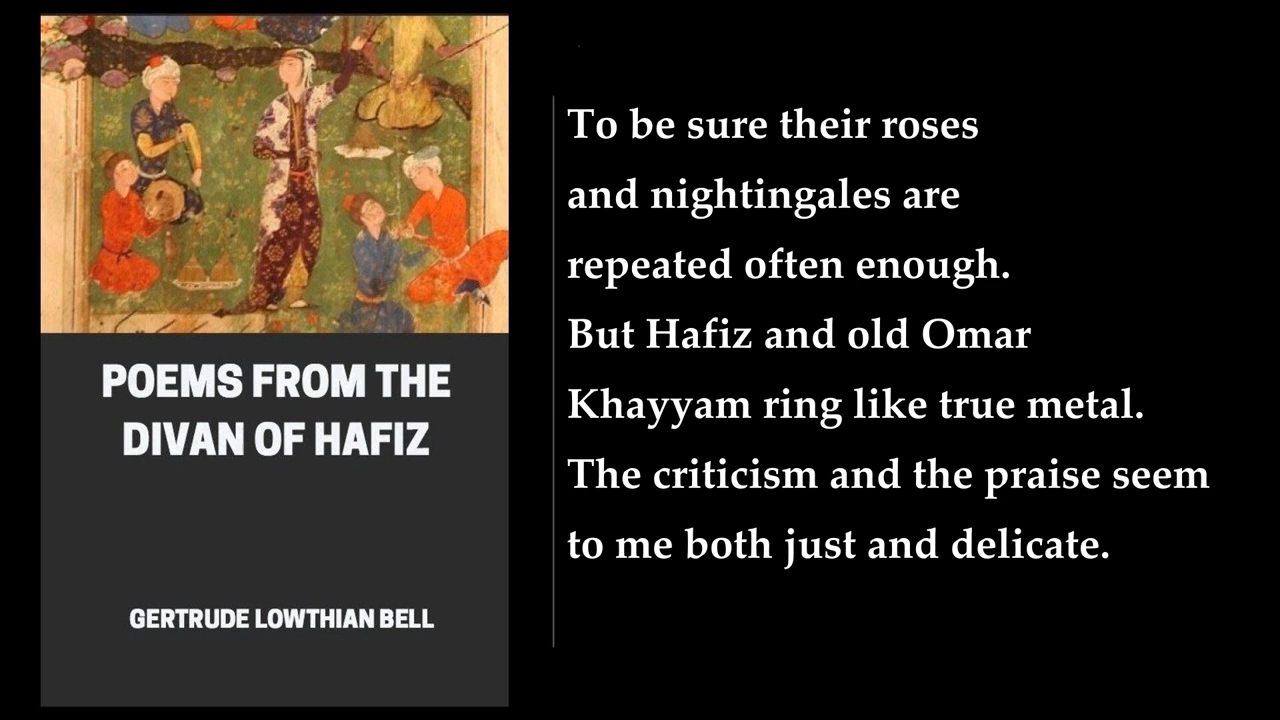 POEMS FROM THE
DIVAN OF HAFIZ
GERTRUDE LOWTHIAN BELL
To be sure their roses
and nightingales are
repeated often enough.
But Hafiz and old Omar
Khayyam ring like true metal.
The criticism and the praise seem
to me both just and delicate.